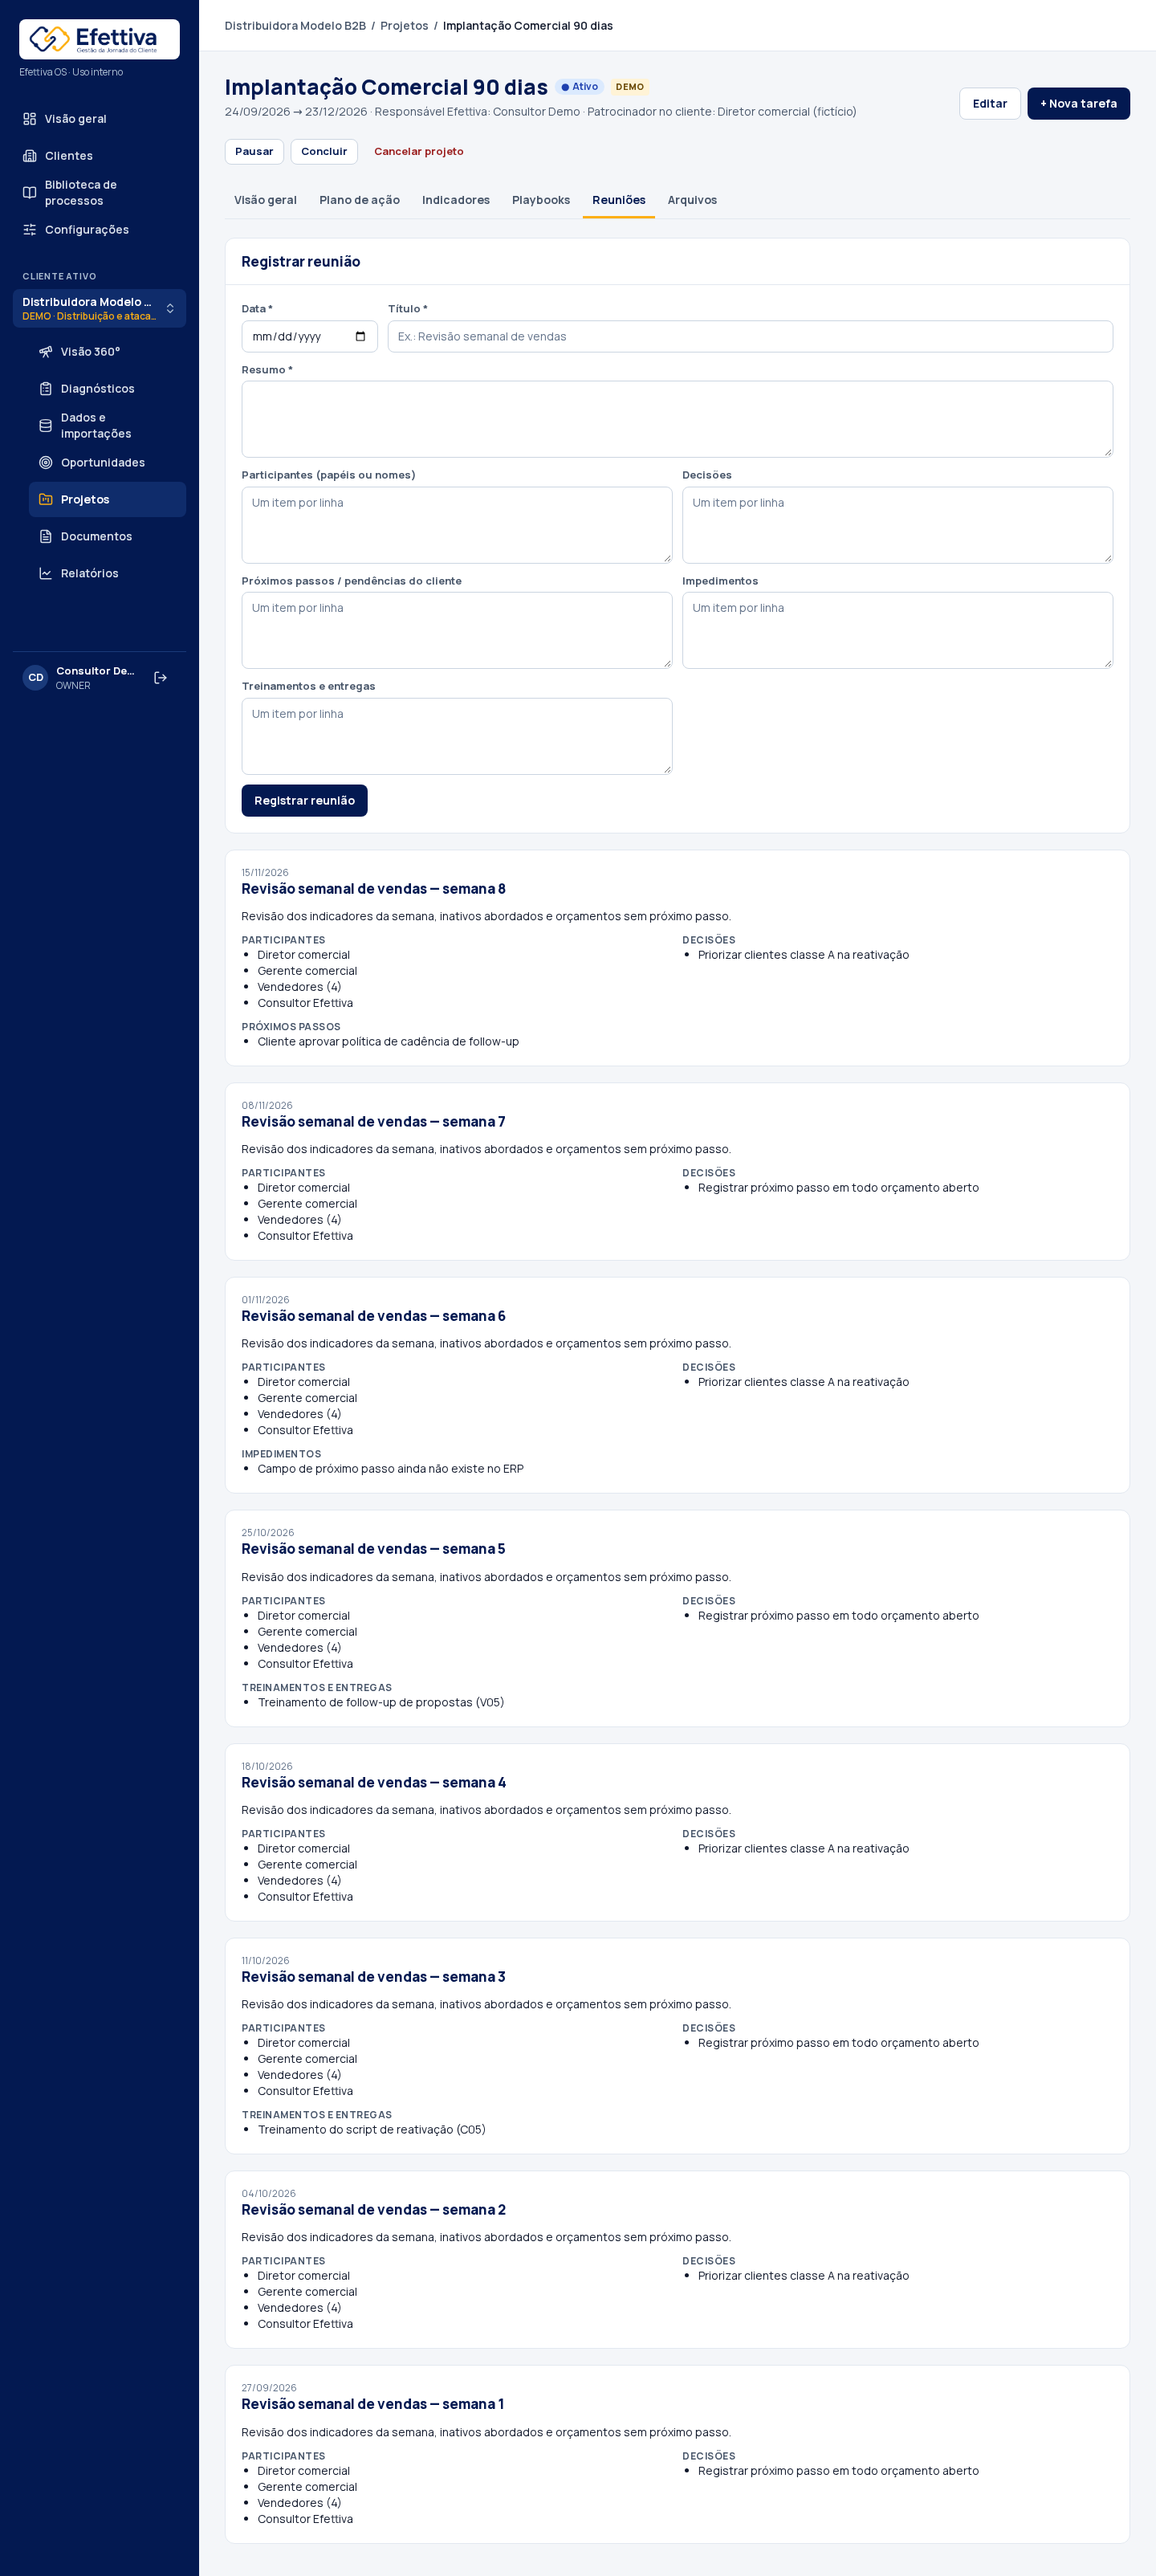 Efettiva
Gestão da Jornada do Cliente
Efettiva OS · Uso interno
Visão geral
Clientes
Biblioteca de
processos
Configurações
CLIENTE ATIVO
Distribuidora Modelo ...
DEMO · Distribuição e ataca...
Visão 360°
Diagnósticos
Dados e
importações
Oportunidades
Projetos
Documentos
Relatórios
CD
Consultor De...
OWNER
Distribuidora Modelo B2B / Projetos / Implantação Comercial 90 dias
Implantação Comercial 90 dias Ativo DEMO
24/09/2026 → 23/12/2026 · Responsável Efettiva: Consultor Demo · Patrocinador no cliente: Diretor comercial (fictício)
Editar + Nova tarefa
Pausar Concluir Cancelar projeto
Visão geral Plano de ação Indicadores Playbooks Reuniões Arquivos
Registrar reunião
Data * Título *
mm/dd/yyyy Ex.: Revisão semanal de vendas
Resumo *
Participantes (papéis ou nomes) Decisões
Um item por linha Um item por linha
Próximos passos / pendências do cliente Impedimentos
Um item por linha Um item por linha
Treinamentos e entregas
Um item por linha
Registrar reunião
15/11/2026
Revisão semanal de vendas — semana 8
Revisão dos indicadores da semana, inativos abordados e orçamentos sem próximo passo.
PARTICIPANTES DECISÕES
Diretor comercial Priorizar clientes classe A na reativação
Gerente comercial
Vendedores (4)
Consultor Efettiva
PRÓXIMOS PASSOS
Cliente aprovar política de cadência de follow-up
08/11/2026
Revisão semanal de vendas — semana 7
Revisão dos indicadores da semana, inativos abordados e orçamentos sem próximo passo.
PARTICIPANTES DECISÕES
Diretor comercial Registrar próximo passo em todo orçamento aberto
Gerente comercial
Vendedores (4)
Consultor Efettiva
01/11/2026
Revisão semanal de vendas — semana 6
Revisão dos indicadores da semana, inativos abordados e orçamentos sem próximo passo.
PARTICIPANTES DECISÕES
Diretor comercial Priorizar clientes classe A na reativação
Gerente comercial
Vendedores (4)
Consultor Efettiva
IMPEDIMENTOS
Campo de próximo passo ainda não existe no ERP
25/10/2026
Revisão semanal de vendas — semana 5
Revisão dos indicadores da semana, inativos abordados e orçamentos sem próximo passo.
PARTICIPANTES DECISÕES
Diretor comercial Registrar próximo passo em todo orçamento aberto
Gerente comercial
Vendedores (4)
Consultor Efettiva
TREINAMENTOS E ENTREGAS
Treinamento de follow-up de propostas (V05)
18/10/2026
Revisão semanal de vendas — semana 4
Revisão dos indicadores da semana, inativos abordados e orçamentos sem próximo passo.
PARTICIPANTES DECISÕES
Diretor comercial Priorizar clientes classe A na reativação
Gerente comercial
Vendedores (4)
Consultor Efettiva
11/10/2026
Revisão semanal de vendas — semana 3
Revisão dos indicadores da semana, inativos abordados e orçamentos sem próximo passo.
PARTICIPANTES DECISÕES
Diretor comercial Registrar próximo passo em todo orçamento aberto
Gerente comercial
Vendedores (4)
Consultor Efettiva
TREINAMENTOS E ENTREGAS
Treinamento do script de reativação (C05)
04/10/2026
Revisão semanal de vendas — semana 2
Revisão dos indicadores da semana, inativos abordados e orçamentos sem próximo passo.
PARTICIPANTES DECISÕES
Diretor comercial Priorizar clientes classe A na reativação
Gerente comercial
Vendedores (4)
Consultor Efettiva
27/09/2026
Revisão semanal de vendas — semana 1
Revisão dos indicadores da semana, inativos abordados e orçamentos sem próximo passo.
PARTICIPANTES DECISÕES
Diretor comercial Registrar próximo passo em todo orçamento aberto
Gerente comercial
Vendedores (4)
Consultor Efettiva